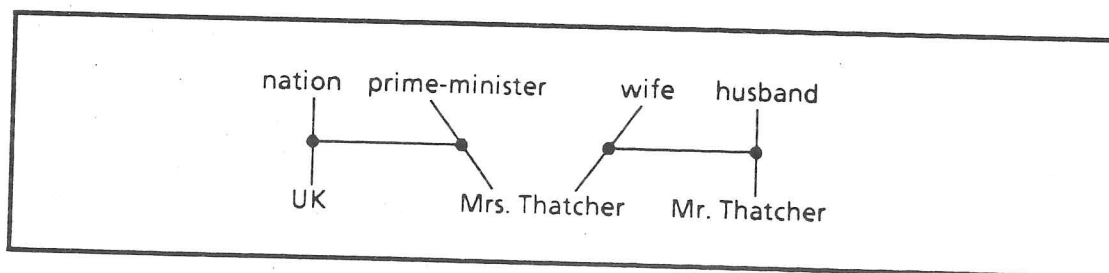 nation prime-minister wife husband
UK Mrs. Thatcher Mr. Thatcher